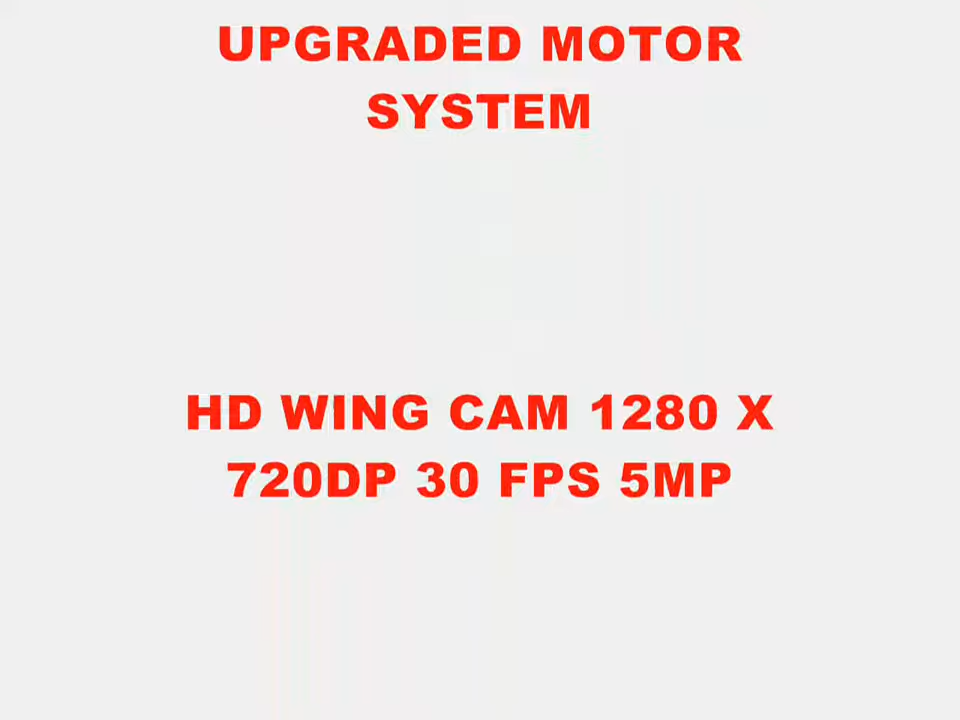 UPGRADED MOTOR
SYSTEM
HD WING CAM 1280 X
720DP 30 FPS 5MP